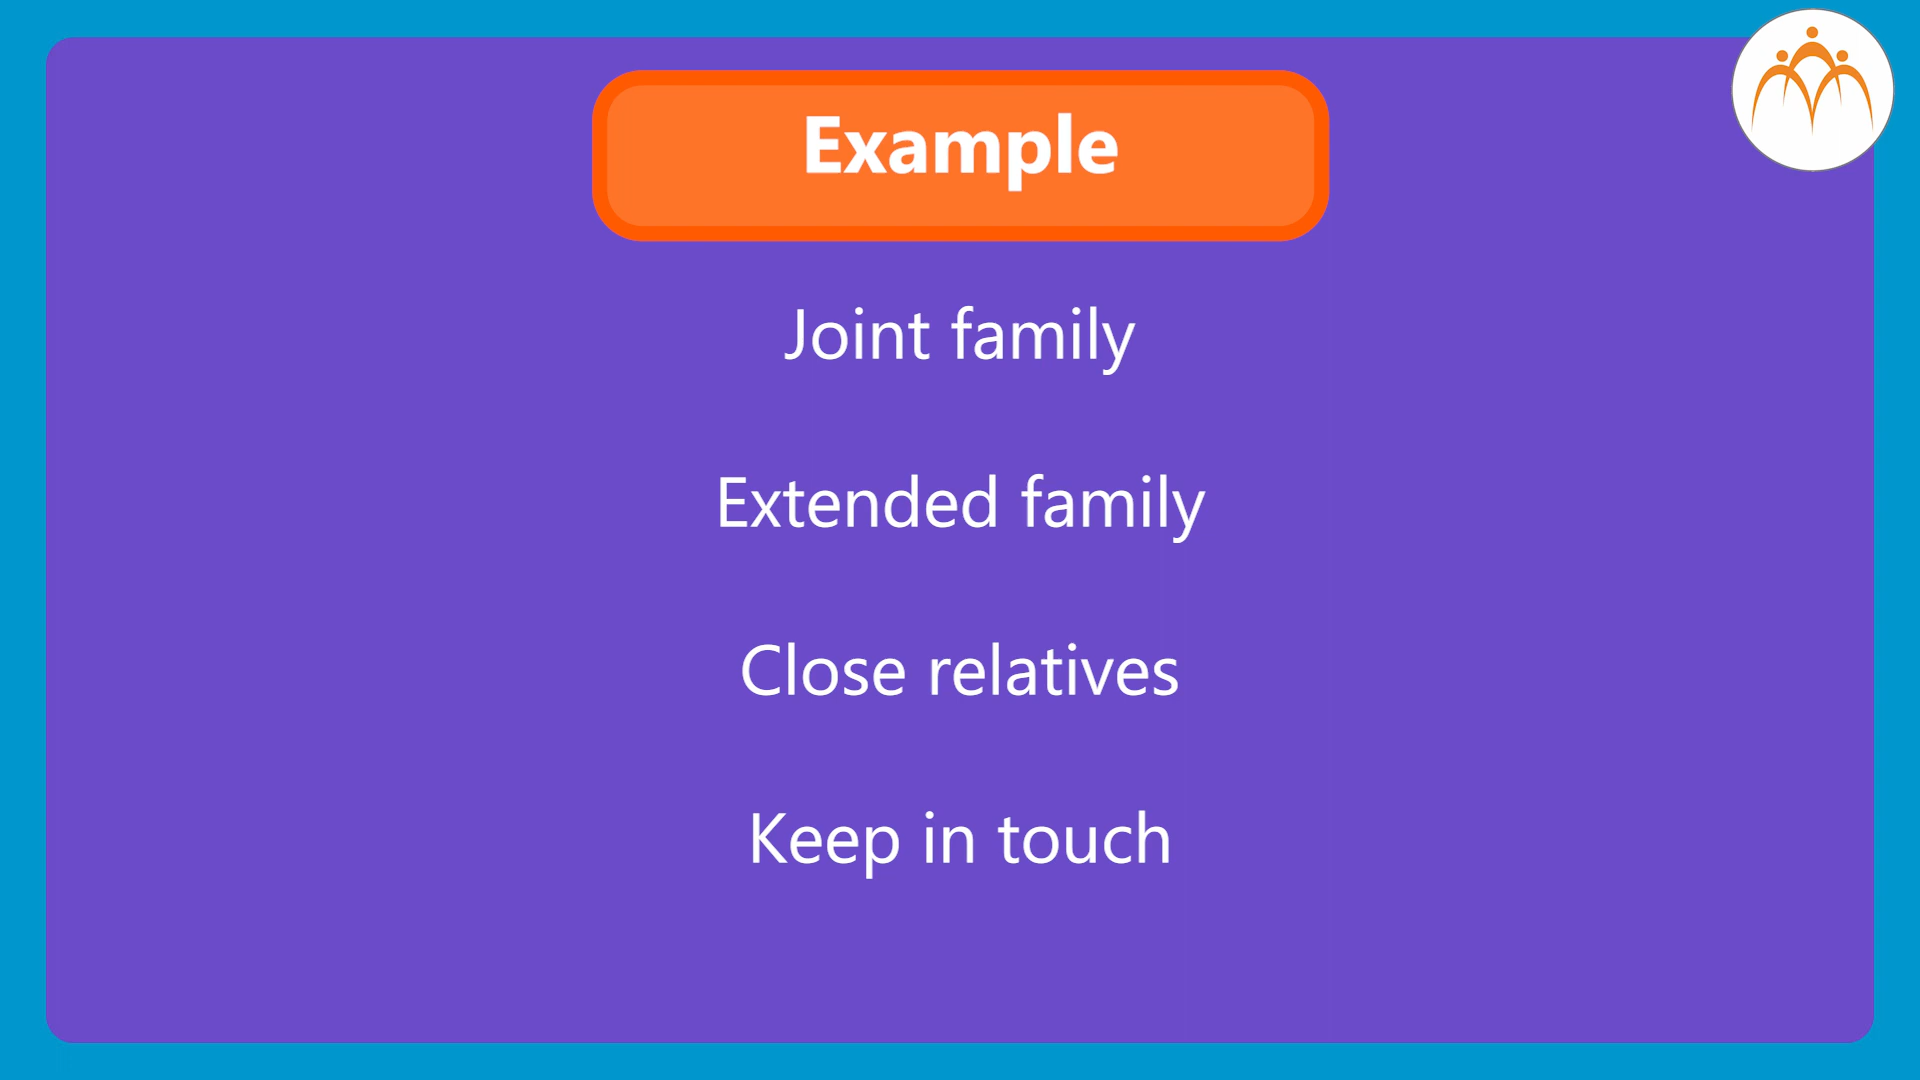 Example
Joint family
Extended family
Close relatives
Keep in touch